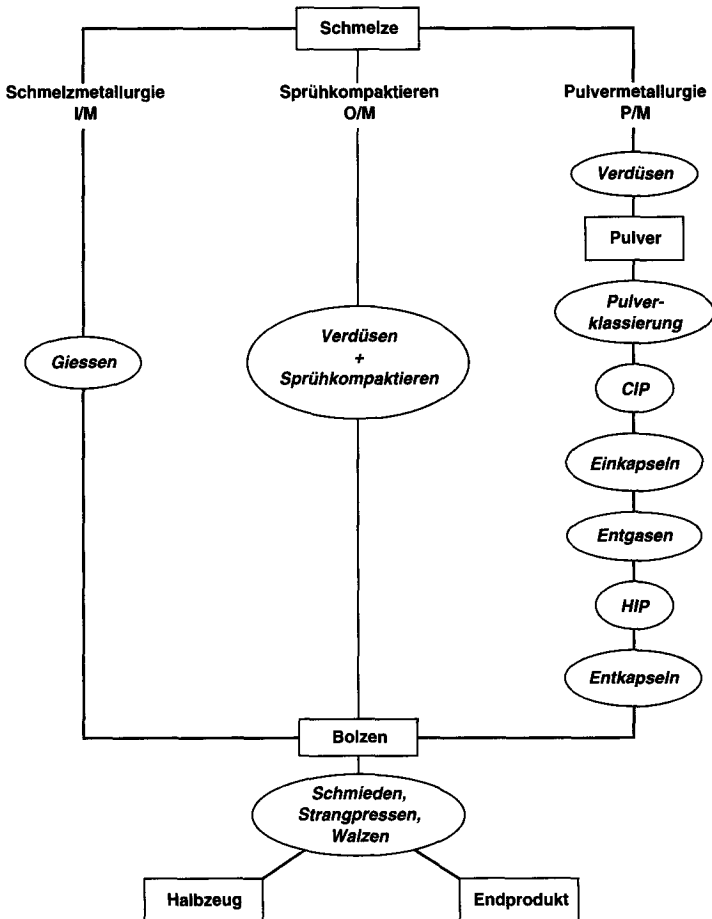 Schmelze
Schmelzmetallurgie
I/M
Sprühkompaktieren
O/M
Pulvermetallurgie
P/M
Verdüsen
Pulver
Pulver-
klassierung
Giessen
Verdüsen
+
Sprühkompaktieren
CIP
Einkapseln
Entgasen
HIP
Entkapseln
Bolzen
Schmieden,
Strangpressen,
Walzen
Halbzeug
Endprodukt